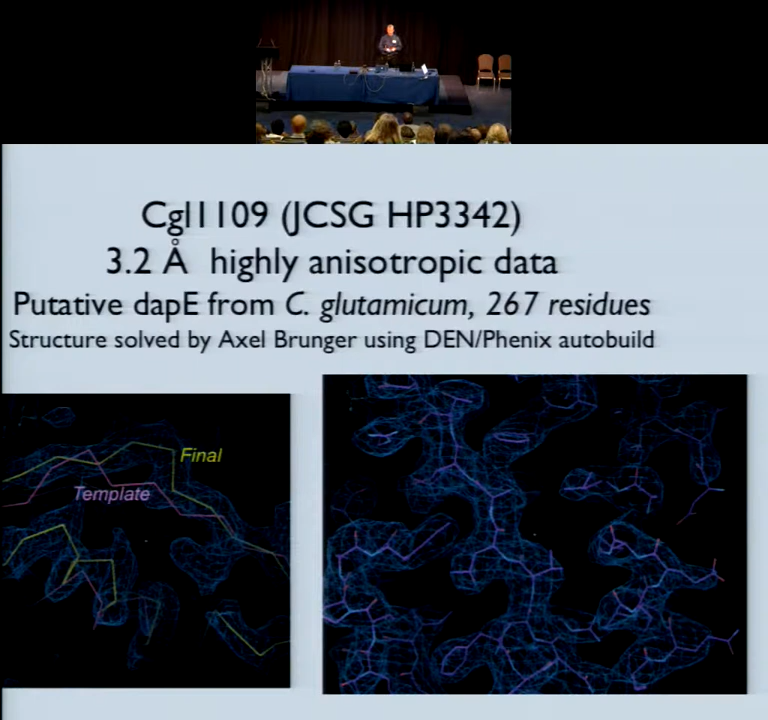 Cgl1109 (JCSG HP3342)
3.2 Å highly anisotropic data
Putative dapE from C. glutamicum, 267 residues
Structure solved by Axel Brunger using DEN/Phenix autobuild
Final
Template